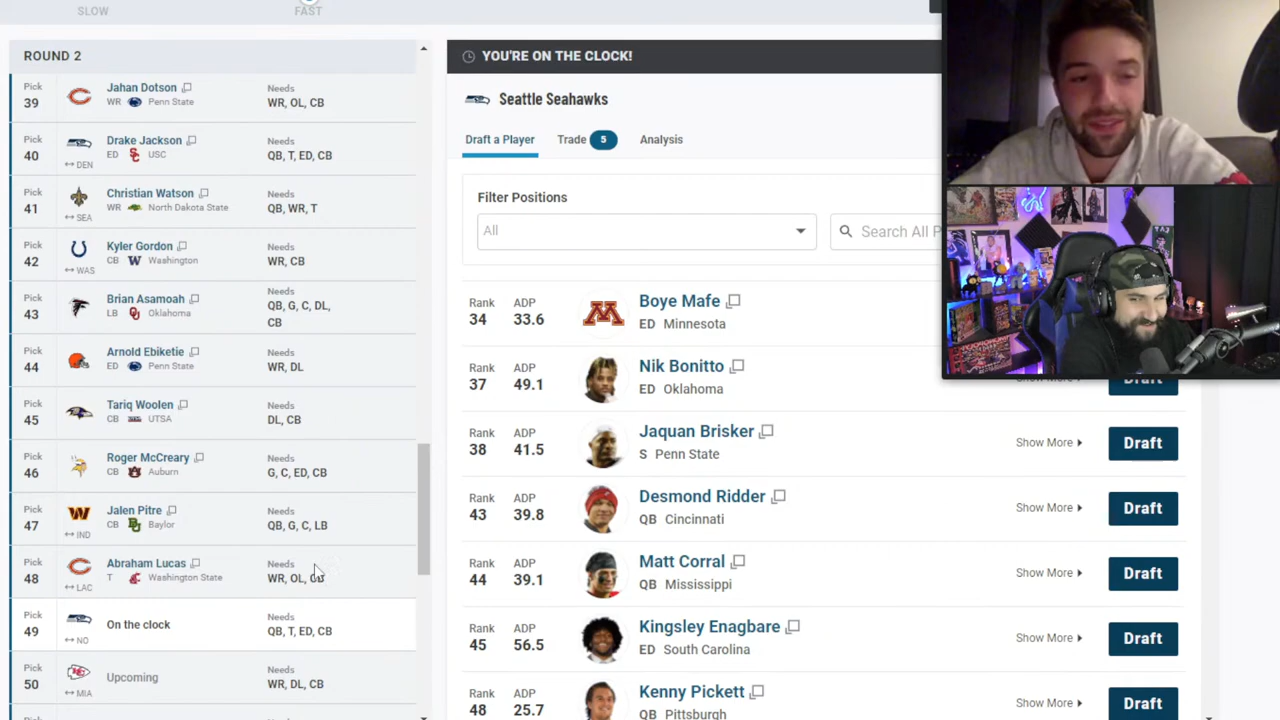 SLOW FAST
ROUND 2
Pick 39 Jahan Dotson WR Penn State Needs WR, OL, CB
Pick 40 DEN Drake Jackson ED USC Needs QB, T, ED, CB
Pick 41 SEA Christian Watson WR North Dakota State Needs QB, WR, T
Pick 42 WAS Kyler Gordon CB Washington Needs WR, CB
Pick 43 Brian Asamoah LB Oklahoma Needs QB, G, C, DL, CB
Pick 44 Arnold Ebiketie ED Penn State Needs WR, DL
Pick 45 Tariq Woolen CB UTSA Needs DL, CB
Pick 46 Roger McCreary CB Auburn Needs G, C, ED, CB
Pick 47 IND Jalen Pitre CB Baylor Needs QB, G, C, LB
Pick 48 LAC Abraham Lucas T Washington State Needs WR, OL, CB
Pick 49 NO On the clock Needs QB, T, ED, CB
Pick 50 MIA Upcoming Needs WR, DL, CB
YOU'RE ON THE CLOCK!
Seattle Seahawks
Draft a Player Trade 5 Analysis
Filter Positions
All Search All P
Rank 34 ADP 33.6 Boye Mafe ED Minnesota
Rank 37 ADP 49.1 Nik Bonitto ED Oklahoma Show More Draft
Rank 38 ADP 41.5 Jaquan Brisker S Penn State Show More Draft
Rank 43 ADP 39.8 Desmond Ridder QB Cincinnati Show More Draft
Rank 44 ADP 39.1 Matt Corral QB Mississippi Show More Draft
Rank 45 ADP 56.5 Kingsley Enagbare ED South Carolina Show More Draft
Rank 48 ADP 25.7 Kenny Pickett QB Pittsburgh Show More Draft